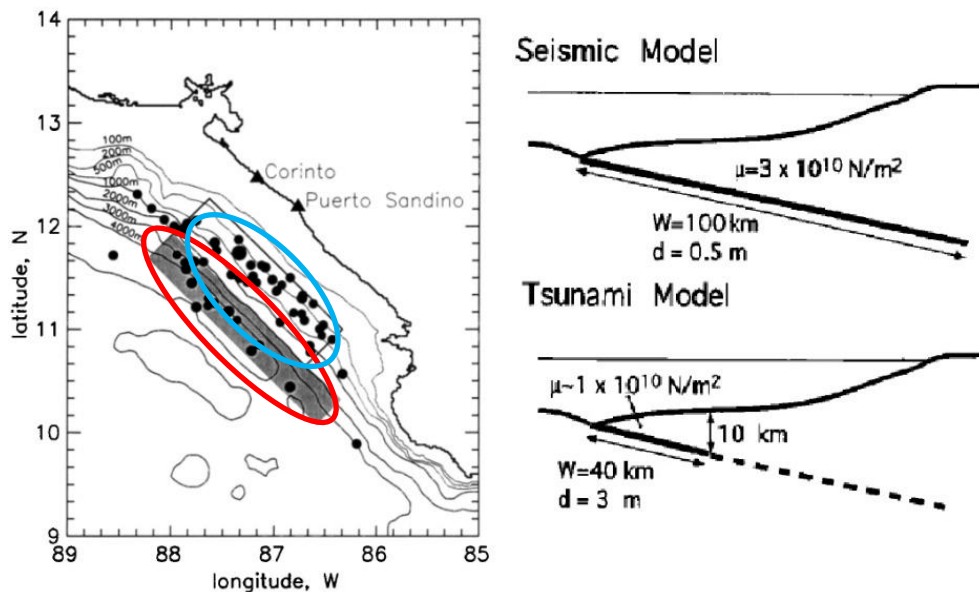 14
13
12
11
10
9
latitude, N
89
88
87
86
85
longitude, W
100m
200m
500m
1000m
2000m
3000m
4000m
Corinto
Puerto Sandino
Seismic Model
μ=3 x 10¹⁰ N/m²
W=100 km
d = 0.5 m
Tsunami Model
μ~1 x 10¹⁰ N/m²
10 km
W=40 km
d = 3 m